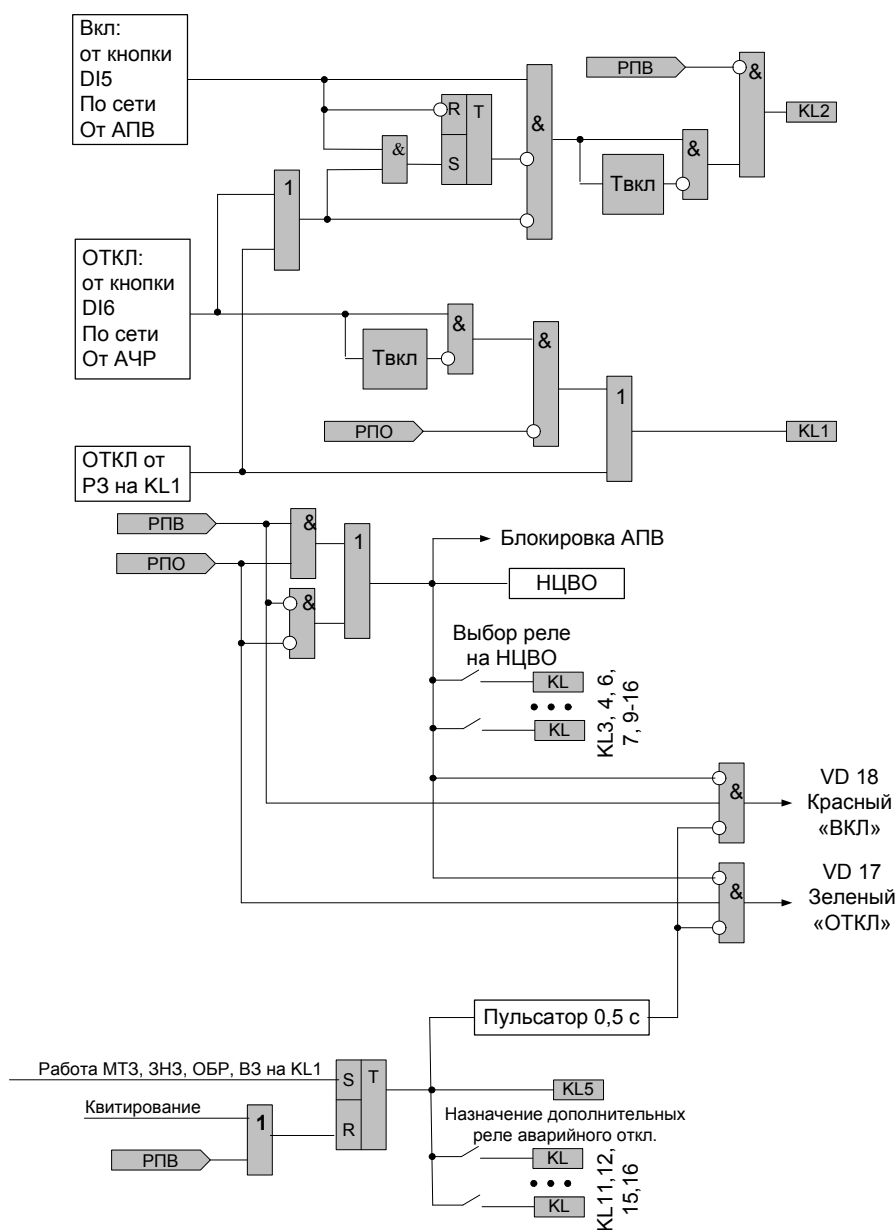 Вкл:
от кнопки
DI5
По сети
От АПВ
РПВ
&
KL2
R
T
S
&
&
&
Твкл
1
ОТКЛ:
от кнопки
DI6
По сети
От АЧР
&
Твкл
&
РПО
1
KL1
ОТКЛ от
РЗ на KL1
РПВ
&
РПО
1
&
Блокировка АПВ
НЦВО
Выбор реле
на НЦВО
KL
• • •
KL
KL3, 4, 6,
7, 9-16
&
VD 18
Красный
«ВКЛ»
&
VD 17
Зеленый
«ОТКЛ»
Пульсатор 0,5 с
Работа МТЗ, ЗНЗ, ОБР, ВЗ на KL1
S
T
R
Квитирование
1
РПВ
KL5
Назначение дополнительных
реле аварийного откл.
KL
• • •
KL
KL11,12,
15,16